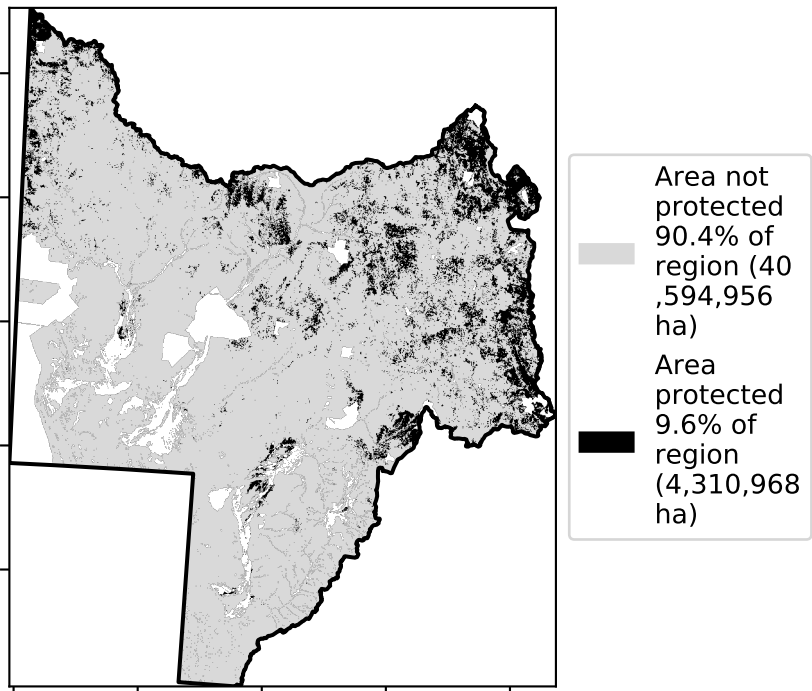 Area not
protected
90.4% of
region (40
,594,956
ha)
Area
protected
9.6% of
region
(4,310,968
ha)